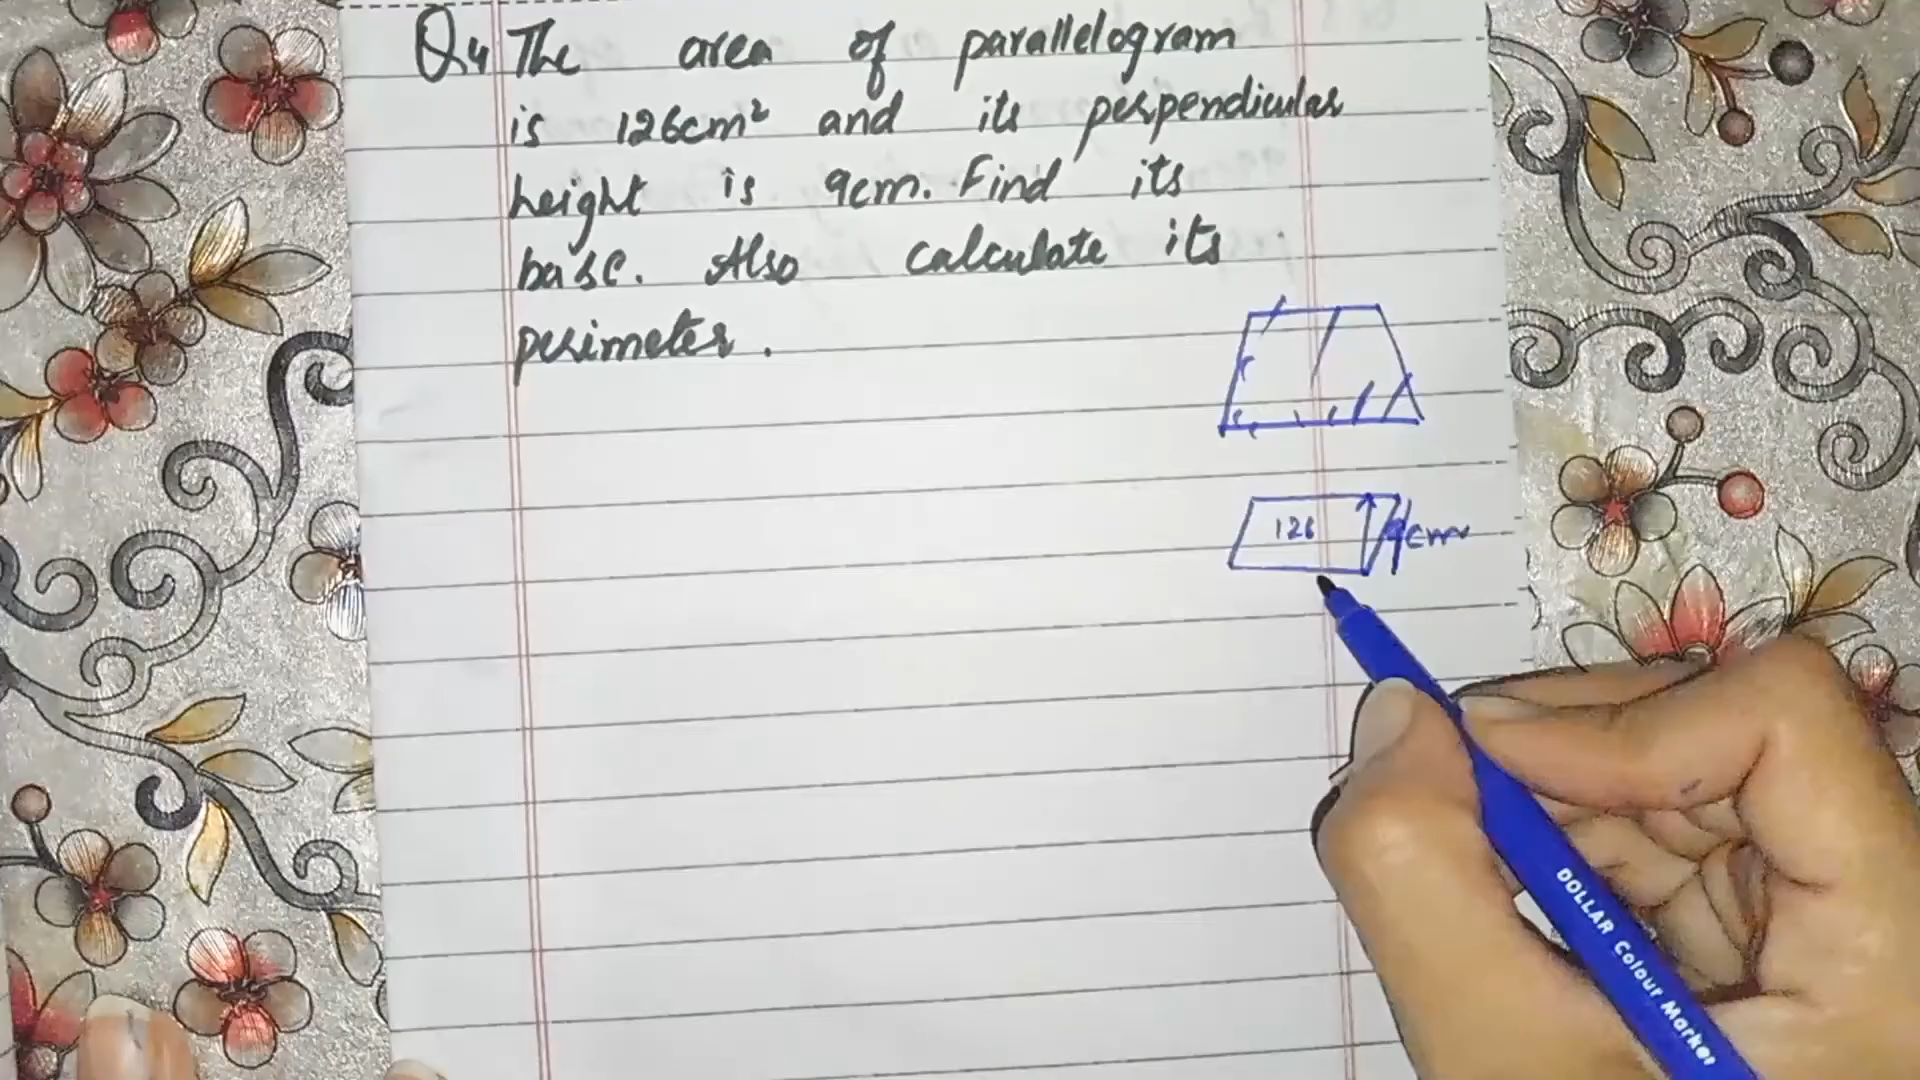 Q4 The area of parallelogram
is 126cm² and its perpendicular
height is 9cm. Find its
base. Also calculate its
perimeter.
126
9cm
DOLLAR Colour Marker